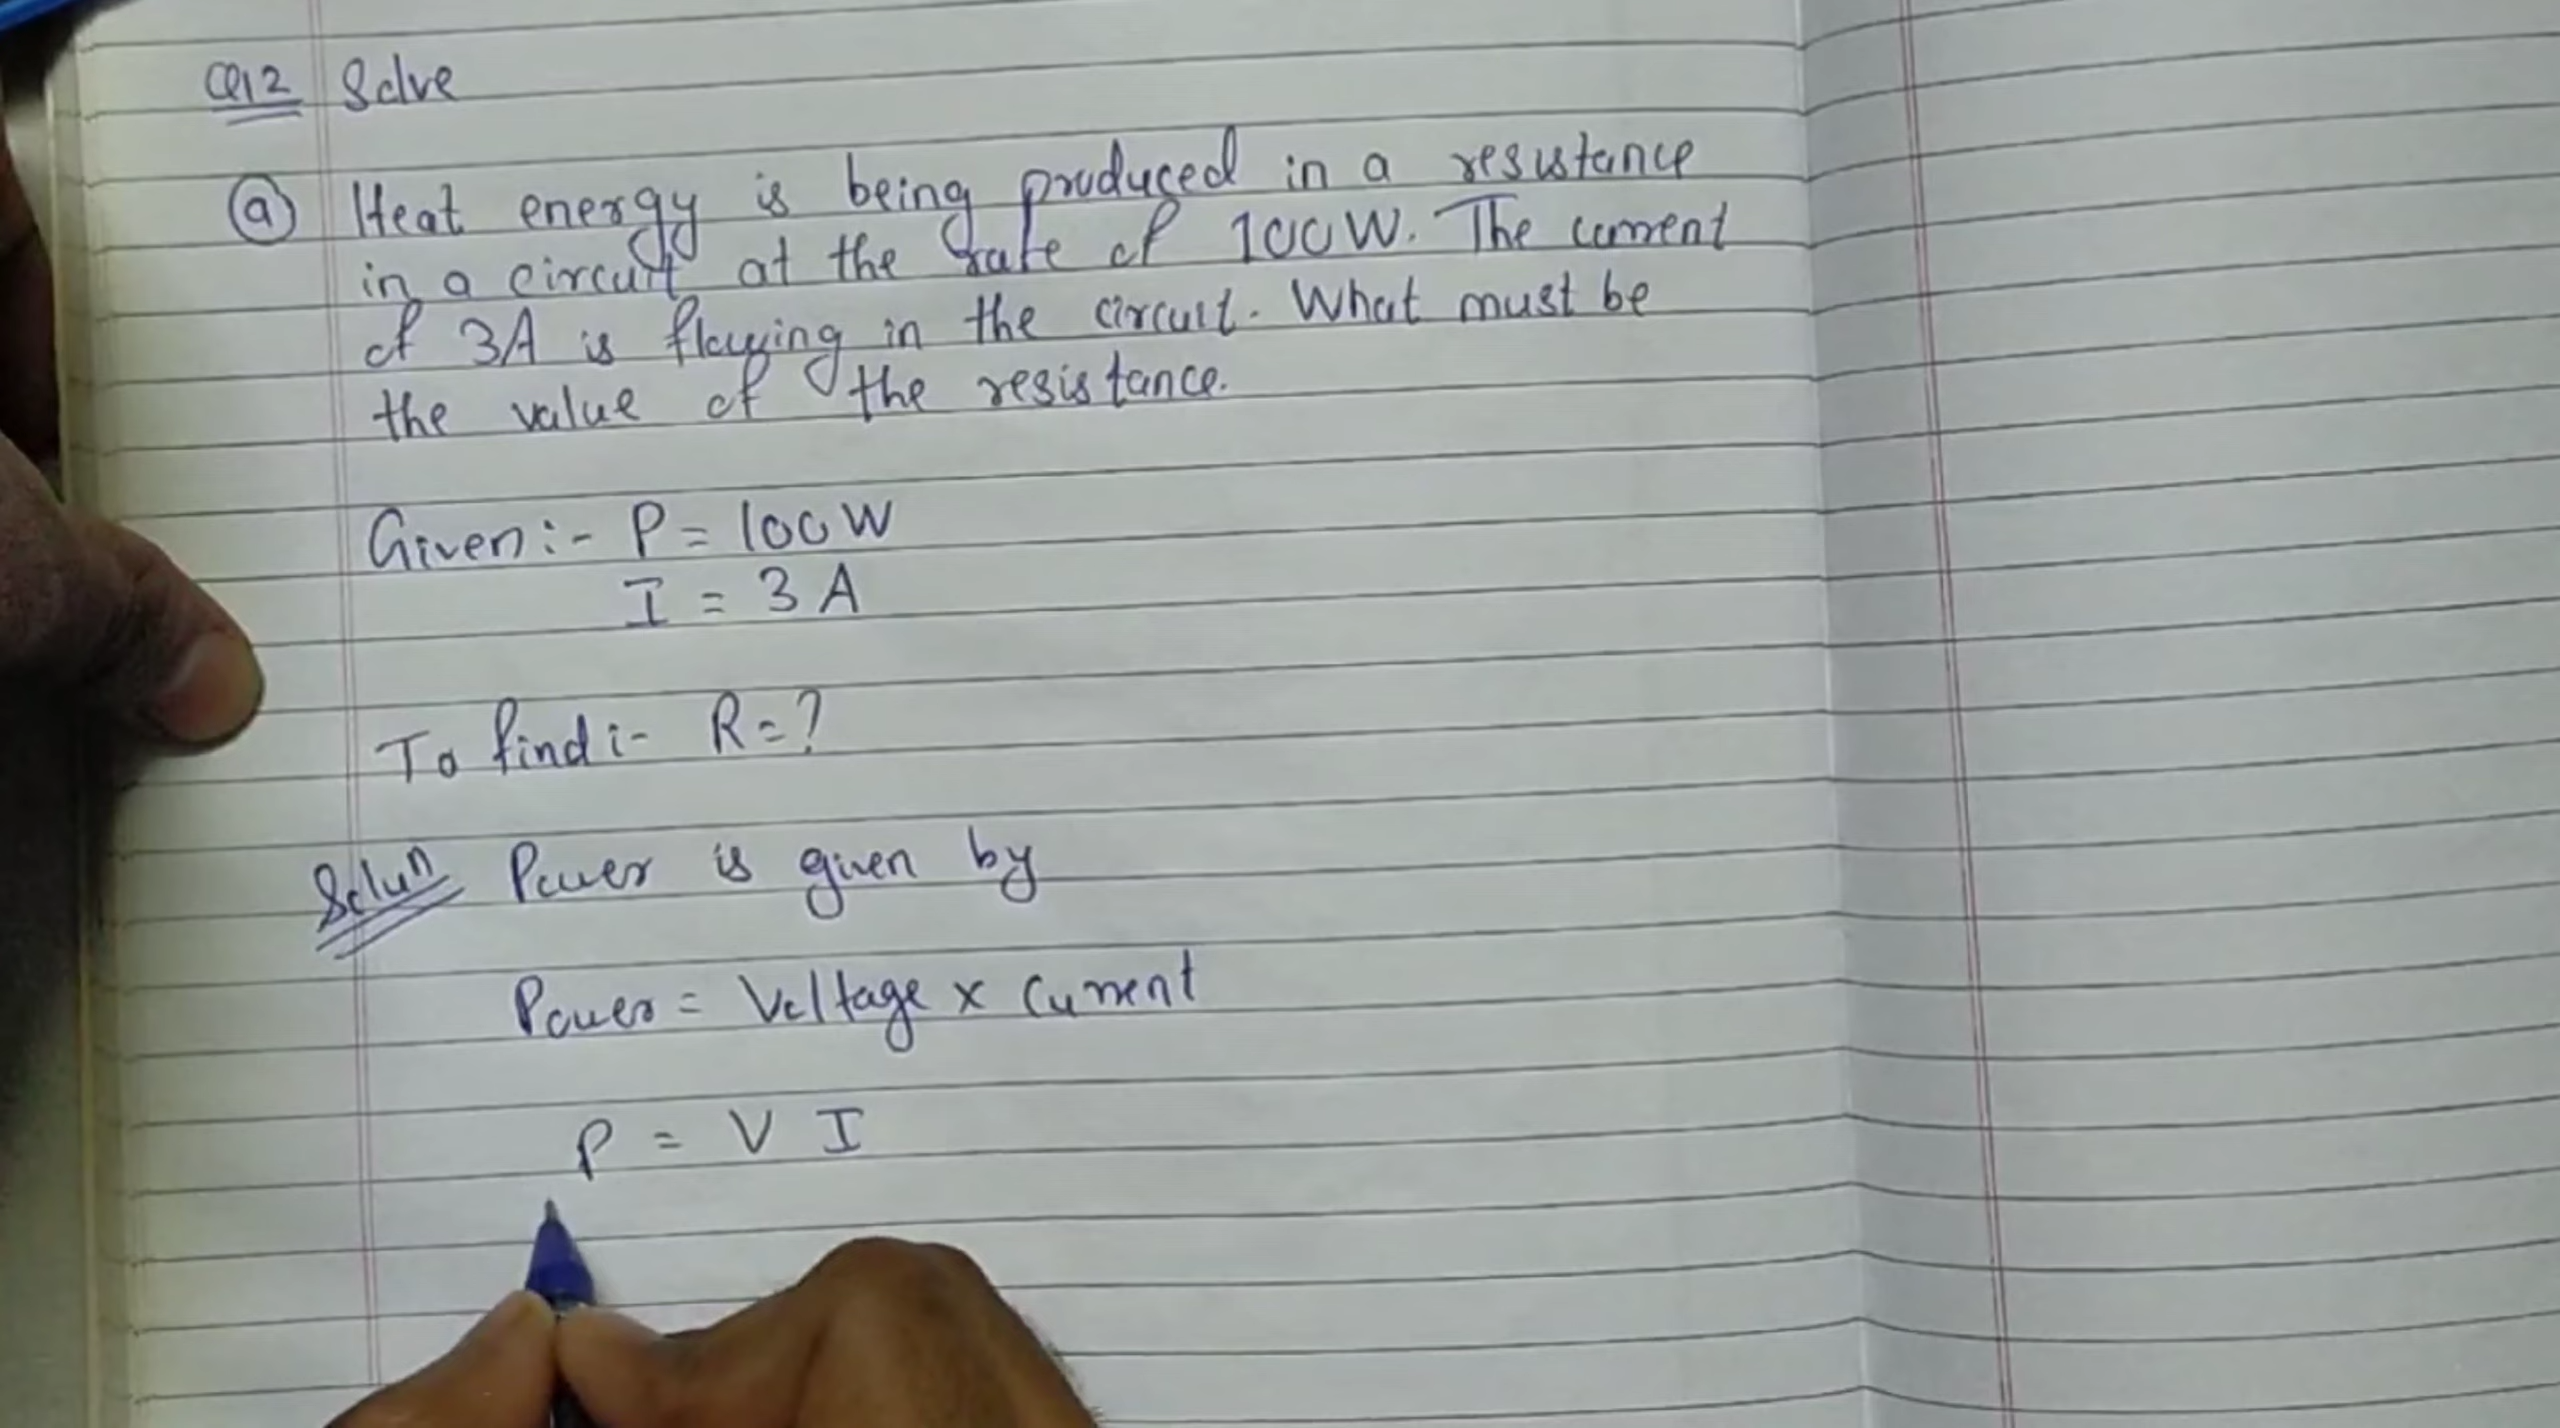 Q12 Solve
(a) Heat energy is being produced in a resistance
in a circuit at the rate of 100W. The current
of 3A is flowing in the circuit. What must be
the value of the resistance.
Given :- P = 100 W
I = 3 A
To find :- R = ?
Soluⁿ Power is given by
Power = Voltage x Current
P = V I